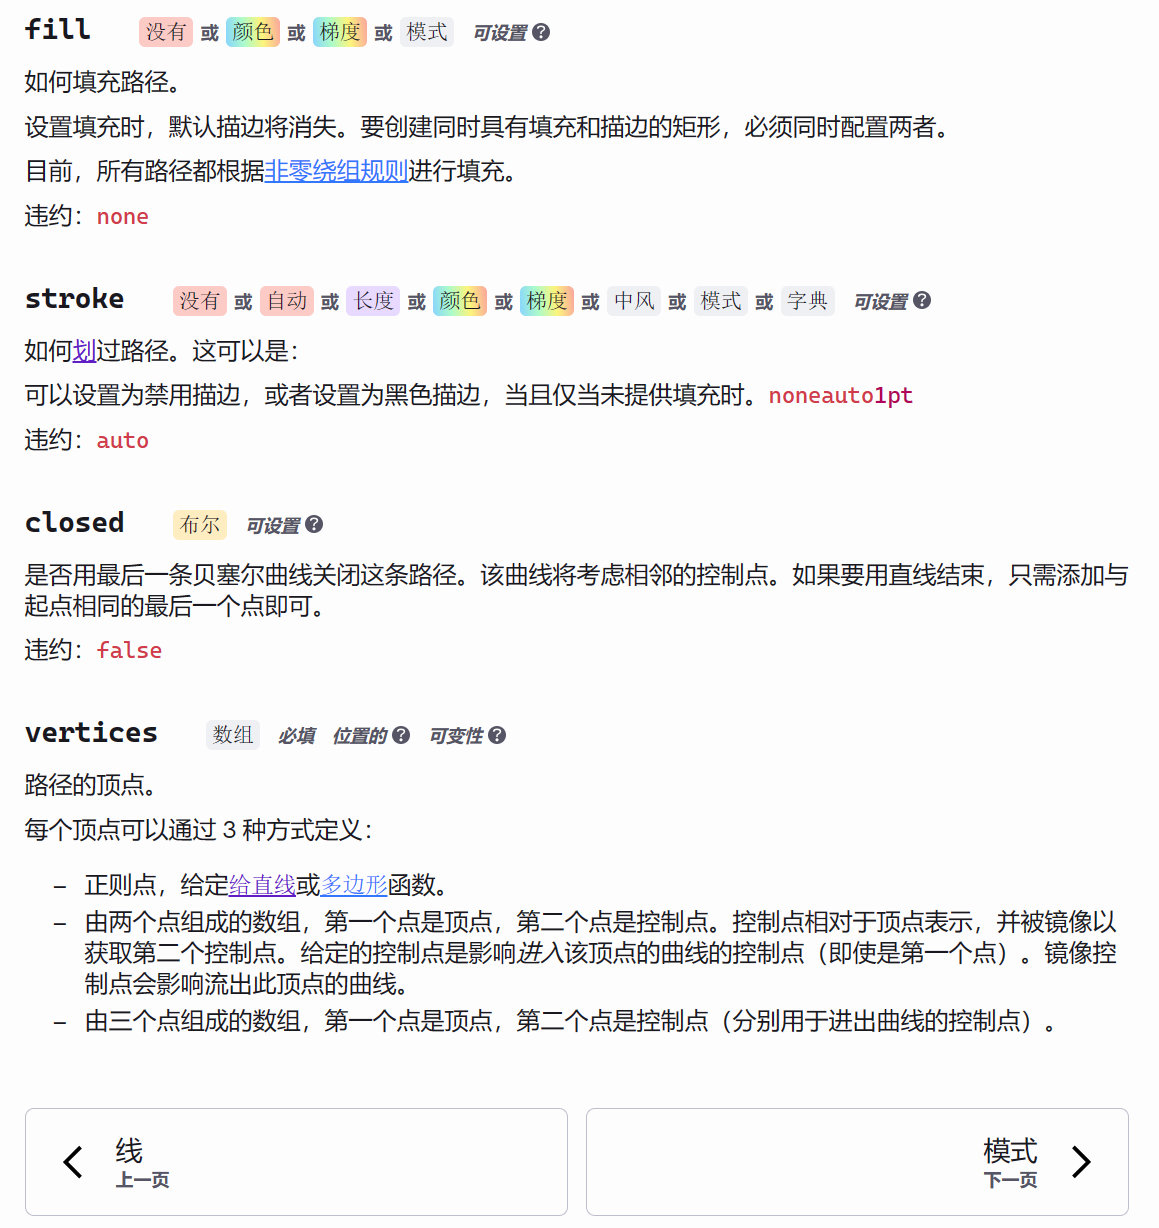 fill 没有 或 颜色 或 梯度 或 模式 可设置 ?
如何填充路径。
设置填充时，默认描边将消失。要创建同时具有填充和描边的矩形，必须同时配置两者。
目前，所有路径都根据非零绕组规则进行填充。
违约：none
stroke 没有 或 自动 或 长度 或 颜色 或 梯度 或 中风 或 模式 或 字典 可设置 ?
如何划过路径。这可以是：
可以设置为禁用描边，或者设置为黑色描边，当且仅当未提供填充时。noneauto1pt
违约：auto
closed 布尔 可设置 ?
是否用最后一条贝塞尔曲线关闭这条路径。该曲线将考虑相邻的控制点。如果要用直线结束，只需添加与
起点相同的最后一个点即可。
违约：false
vertices 数组 必填 位置的 ? 可变性 ?
路径的顶点。
每个顶点可以通过 3 种方式定义：
– 正则点，给定给直线或多边形函数。
– 由两个点组成的数组，第一个点是顶点，第二个点是控制点。控制点相对于顶点表示，并被镜像以
获取第二个控制点。给定的控制点是影响进入该顶点的曲线的控制点（即使是第一个点）。镜像控
制点会影响流出此顶点的曲线。
– 由三个点组成的数组，第一个点是顶点，第二个点是控制点（分别用于进出曲线的控制点）。
线
上一页
模式
下一页